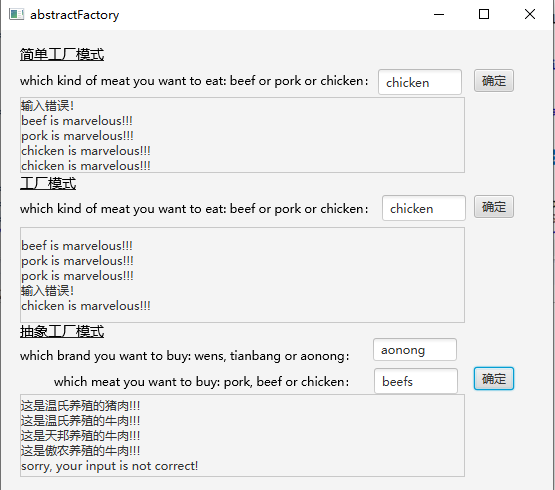 abstractFactory
简单工厂模式
which kind of meat you want to eat: beef or pork or chicken:
chicken
确定
输入错误!
beef is marvelous!!!
pork is marvelous!!!
chicken is marvelous!!!
chicken is marvelous!!!
工厂模式
which kind of meat you want to eat: beef or pork or chicken:
chicken
确定
beef is marvelous!!!
pork is marvelous!!!
pork is marvelous!!!
输入错误!
chicken is marvelous!!!
抽象工厂模式
which brand you want to buy: wens, tianbang or aonong:
aonong
which meat you want to buy: pork, beef or chicken:
beefs
确定
这是温氏养殖的猪肉!!!
这是温氏养殖的牛肉!!!
这是天邦养殖的牛肉!!!
这是傲农养殖的牛肉!!!
sorry, your input is not correct!